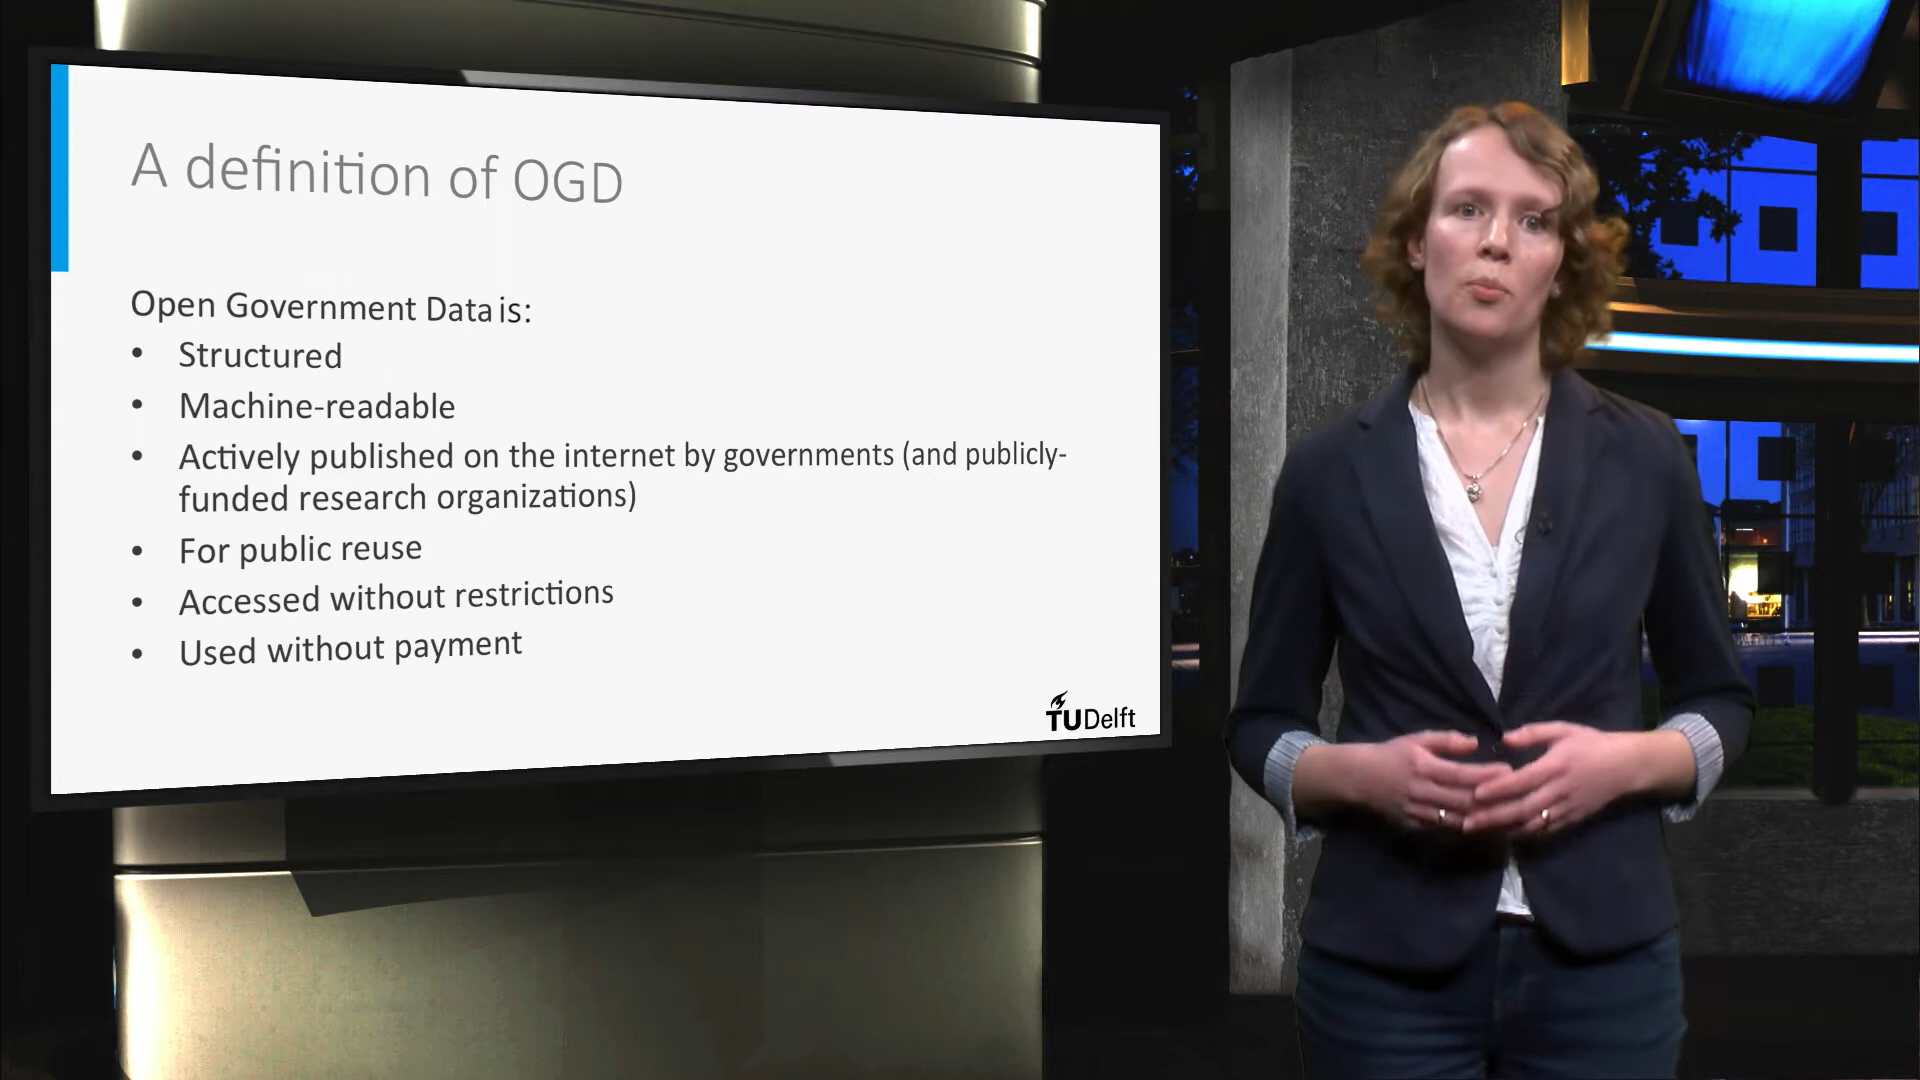 A definition of OGD
Open Government Data is:
• Structured
• Machine-readable
• Actively published on the internet by governments (and publicly-
funded research organizations)
• For public reuse
• Accessed without restrictions
• Used without payment
TUDelft